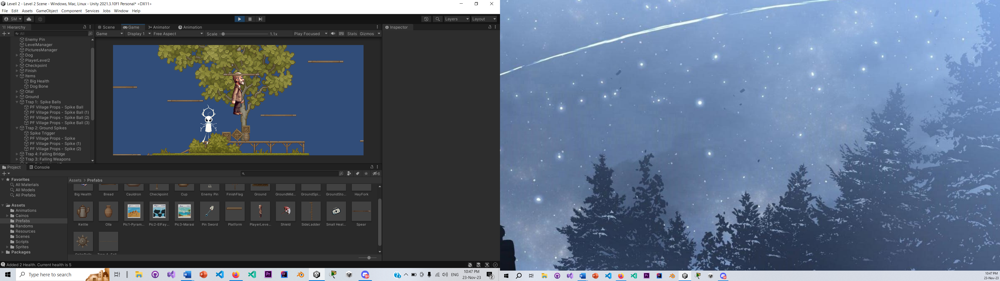 Levell 2 - Level 2 Scene - Windows, Mac, Linux - Unity 2021.3.10f1 Personal* <DX11>
File Edit Assets GameObject Component Services Jobs Window Help
SM Layers Layout
Hierarchy
All
Enemy Pin
LevelManager
PicturesManager
Dog
PlayerLevel2
Checkpoint
Finish
Items
Big Health
Dog Bone
Ollal
Ground
Trap 1: Spike Balls
PF Village Props - Spike Ball
PF Village Props - Spike Ball (1)
PF Village Props - Spike Ball (2)
PF Village Props - Spike Ball (3)
Trap 2: Ground Spikes
Spike Trigger
PF Village Props - Spike
PF Village Props - Spike (1)
PF Village Props - Spike (2)
Trap 4: Falling Bridge
Trap 3: Falling Weapons
Scene Game Animator Animation
Game Display 1 Free Aspect Scale 1.1x Play Focused Stats Gizmos
Inspector
Project Console
6
Favorites
All Materials
All Models
All Prefabs
Assets
Animations
Cainos
Prefabs
Randoms
Resources
Scenes
Scripts
Sprites
Packages
Assets > Prefabs
Big Health Bread Cauldron Checkpoint Cup Enemy Pin FinishFlag Ground GroundMid... GroundSpi... GroundSto... HayFork
Kettle Olla Pic1-Pyram... Pic2-ElFay... Pic3-Marasi Pin Sword Platform PlayerLeve... Shield SideLadder Small Heal... Spear
Added 2 Health. Current health is 5
Type here to search
ENG
10:47 PM
23-Nov-23
2
10:47 PM
23-Nov-23